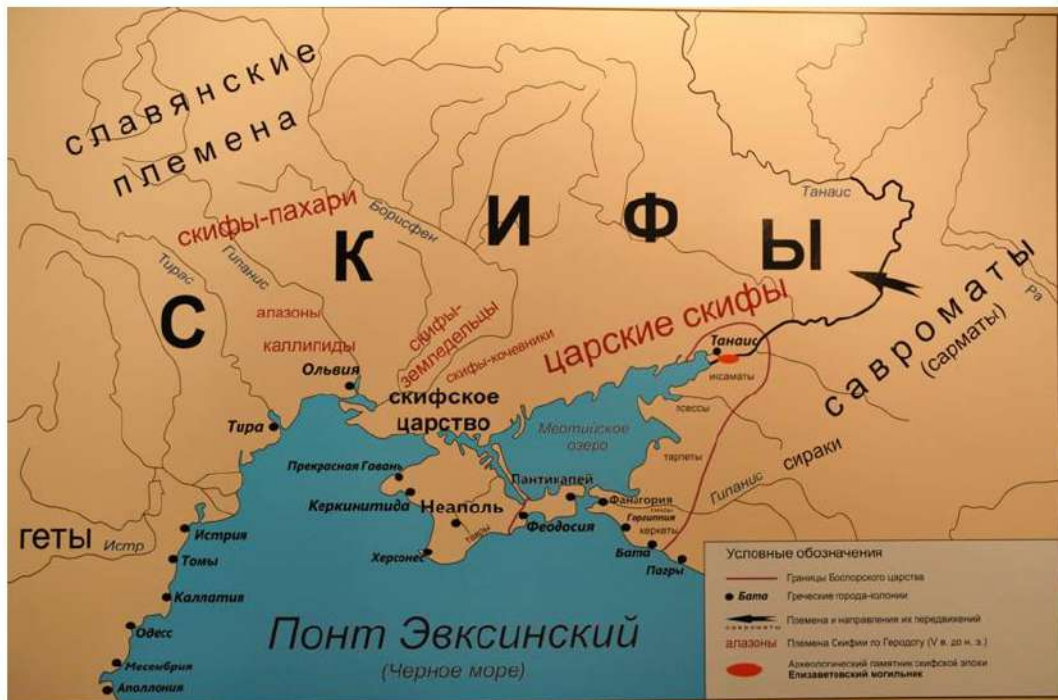 славянские
племена
С К И Ф Ы
скифы-пахари
Борисфен
Танаис
Тирас
Гипанис
алазоны
каллипиды
скифы-
земледельцы
скифы-кочевники
царские скифы
савроматы
(сарматы)
Ра
Ольвия
скифское
царство
Танаис
иксаматы
псессы
Тира
Меотийское
озеро
тарпеты
сираки
Прекрасная Гавань
Пантикапей
Фанагория
Гипанис
Керкинитида
Неаполь
Феодосия
Горгиппия
керкеты
тавры
геты
Истр
Истрия
Херсонес
Бата
Пагры
Томы
Каллатия
Одесс
Месембрия
Аполлония
Понт Эвксинский
(Черное море)
Условные обозначения
Границы Боспорского царства
Бата
Греческие города-колонии
савроматы
Племена и направления их передвижений
алазоны
Племена Скифии по Геродоту (V в. до н. э.)
Археологический памятник скифской эпохи
Елизаветовский могильник